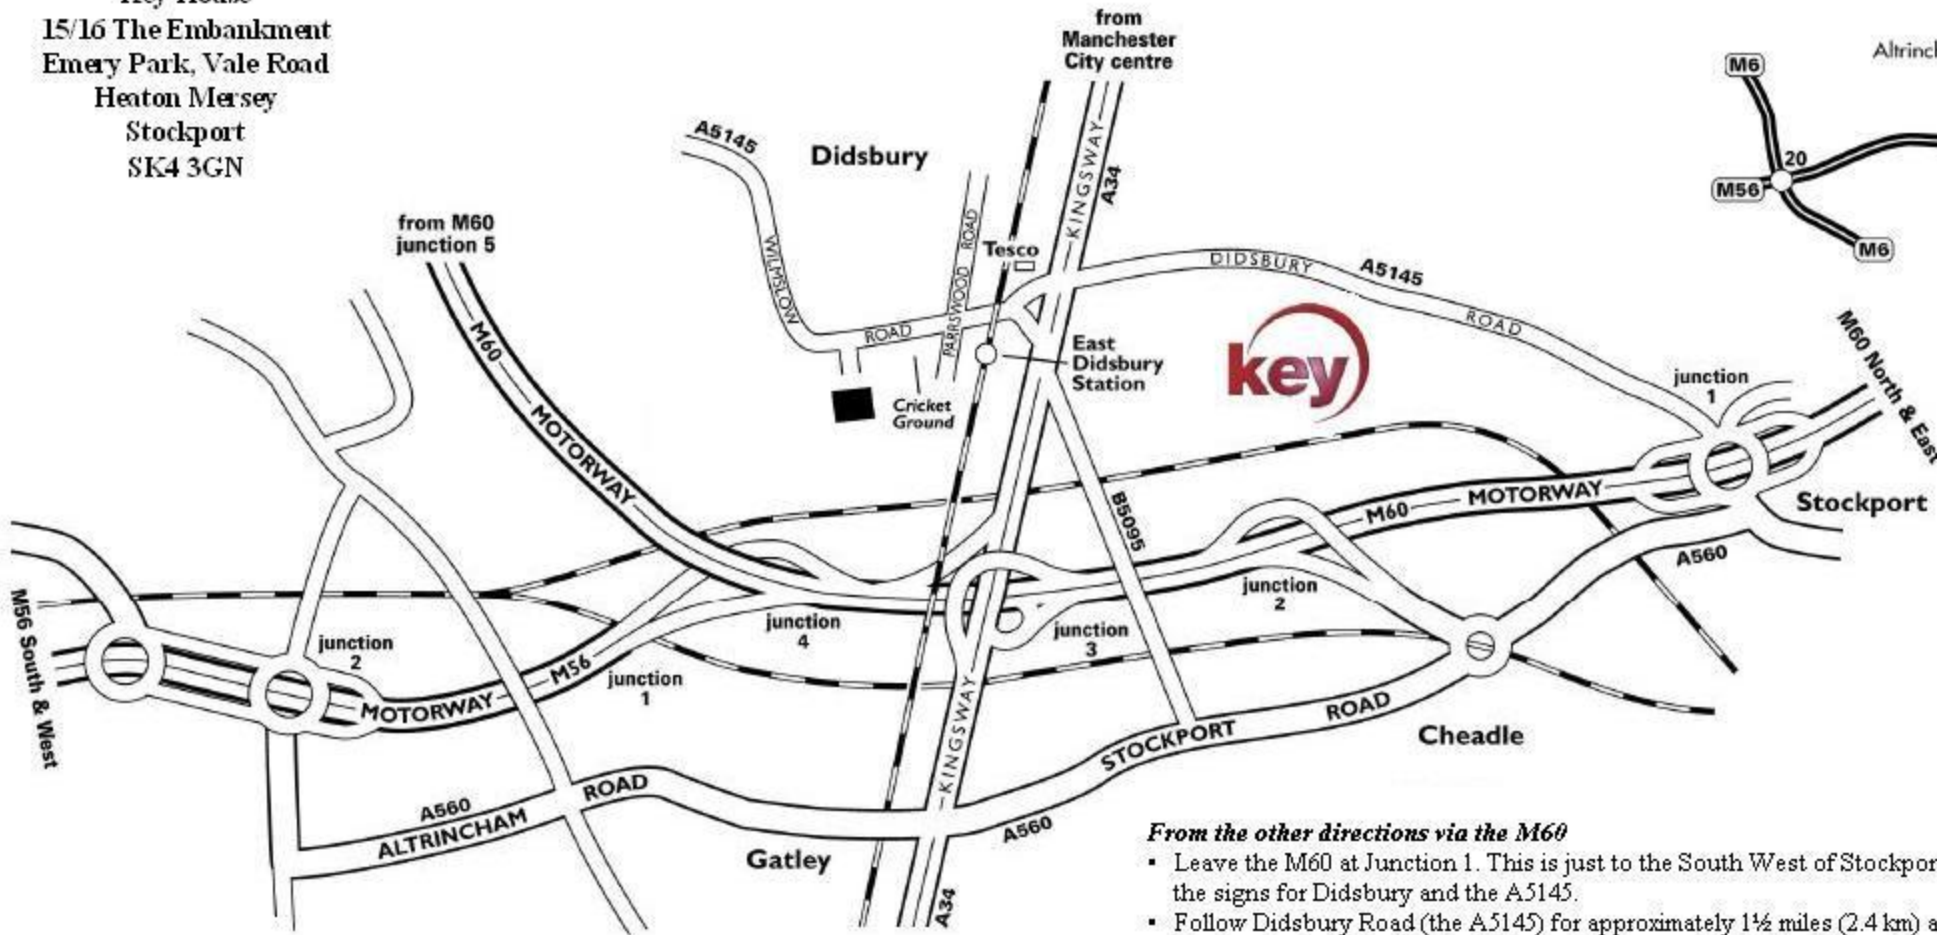 Key House
15/16 The Embankment
Emery Park, Vale Road
Heaton Mersey
Stockport
SK4 3GN
from
Manchester
City centre
M6
Altrincl
20
M56
M6
A5145
Didsbury
KINGSWAY
A34
from M60
junction 5
WILMSLOW
ROAD
PARRSWOOD ROAD
Tesco
DIDSBURY
A5145
ROAD
M60
MOTORWAY
Cricket
Ground
East
Didsbury
Station
key
junction
1
M60 North & East
Stockport
B5095
M60
MOTORWAY
A560
M56 South & West
junction
2
MOTORWAY
M56
junction
1
junction
4
junction
3
junction
2
KINGSWAY
STOCKPORT
ROAD
Cheadle
A560
ALTRINCHAM
ROAD
Gatley
A560
A34
From the other directions via the M60
▪ Leave the M60 at Junction 1. This is just to the South West of Stockpor
the signs for Didsbury and the A5145.
▪ Follow Didsbury Road (the A5145) for approximately 1½ miles (2.4 km) a